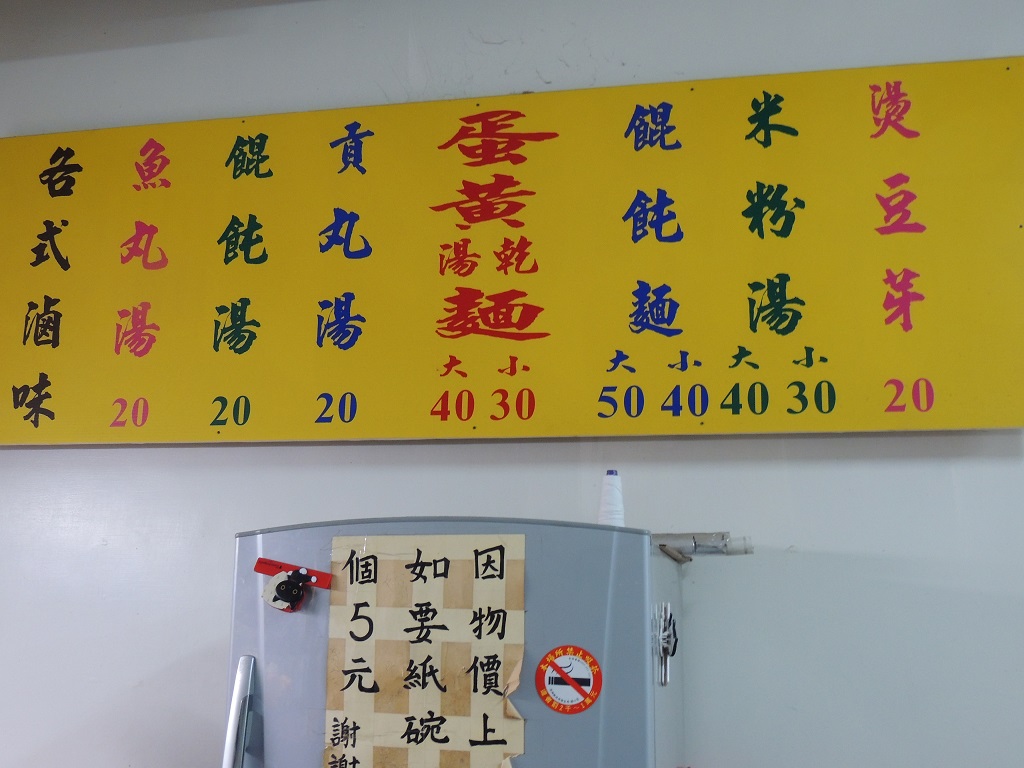 燙豆芽
20
米粉湯
大 小
40 30
餛飩麵
大 小
50 40
蛋黃
湯 乾
麵
大 小
40 30
貢丸湯
20
餛飩湯
20
魚丸湯
20
各式滷味
因物價上
如要紙碗
個5元
謝謝